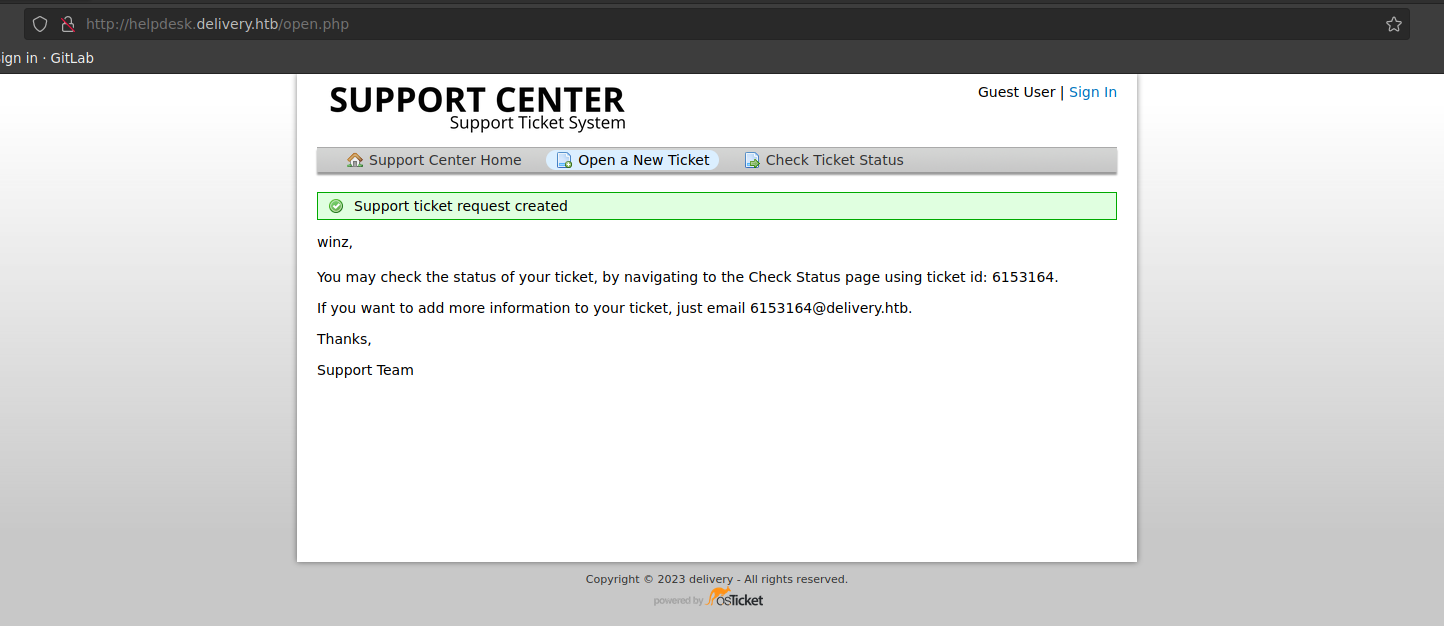 http://helpdesk.delivery.htb/open.php
ign in · GitLab
SUPPORT CENTER
Support Ticket System
Guest User | Sign In
Support Center Home
Open a New Ticket
Check Ticket Status
Support ticket request created
winz,
You may check the status of your ticket, by navigating to the Check Status page using ticket id: 6153164.
If you want to add more information to your ticket, just email 6153164@delivery.htb.
Thanks,
Support Team
Copyright © 2023 delivery - All rights reserved.
powered by osTicket